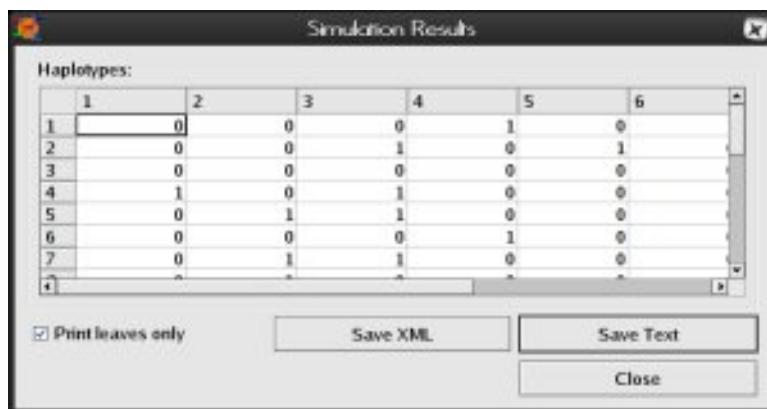 Simulation Results
Haplotypes:
1 2 3 4 5 6
1 0 0 0 1 0
2 0 0 1 0 1
3 0 0 0 0 0
4 1 0 1 0 0
5 0 1 1 0 0
6 0 0 0 1 0
7 0 1 1 0 0
Print leaves only
Save XML
Save Text
Close